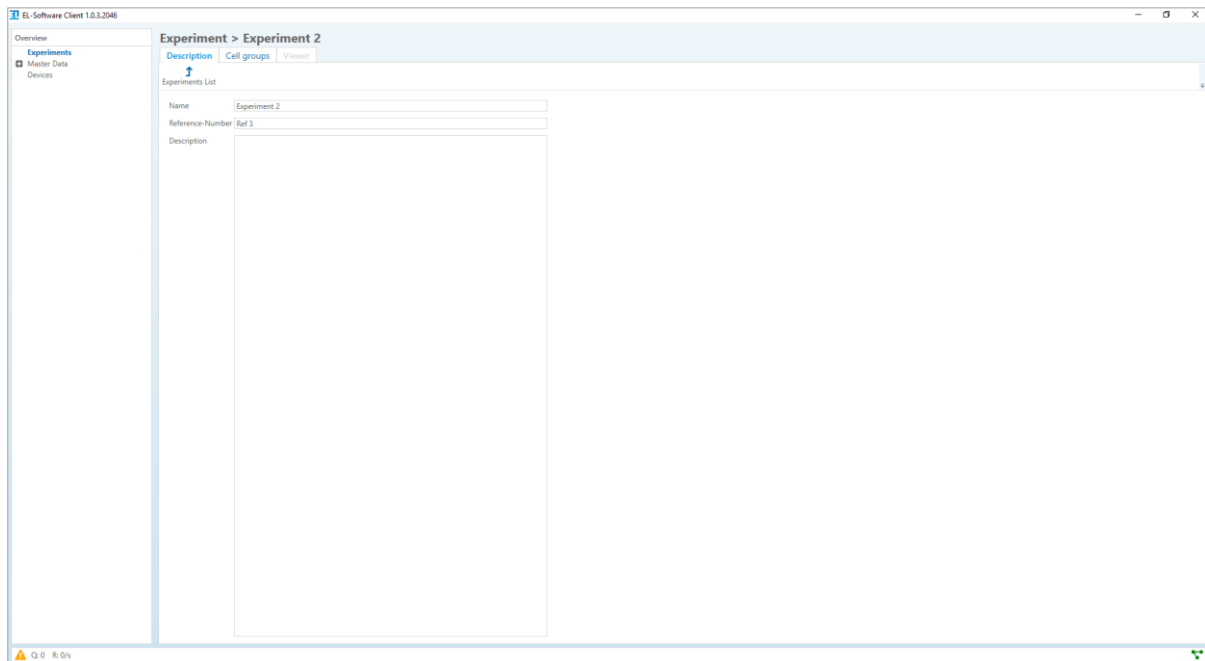 EL-Software Client 1.0.3.2046
Overview
Experiments
Master Data
Devices
Experiment > Experiment 2
Description Cell groups Viewer
Experiments List
Name Experiment 2
Reference-Number Ref 3
Description
Q: 0 R: 0/s